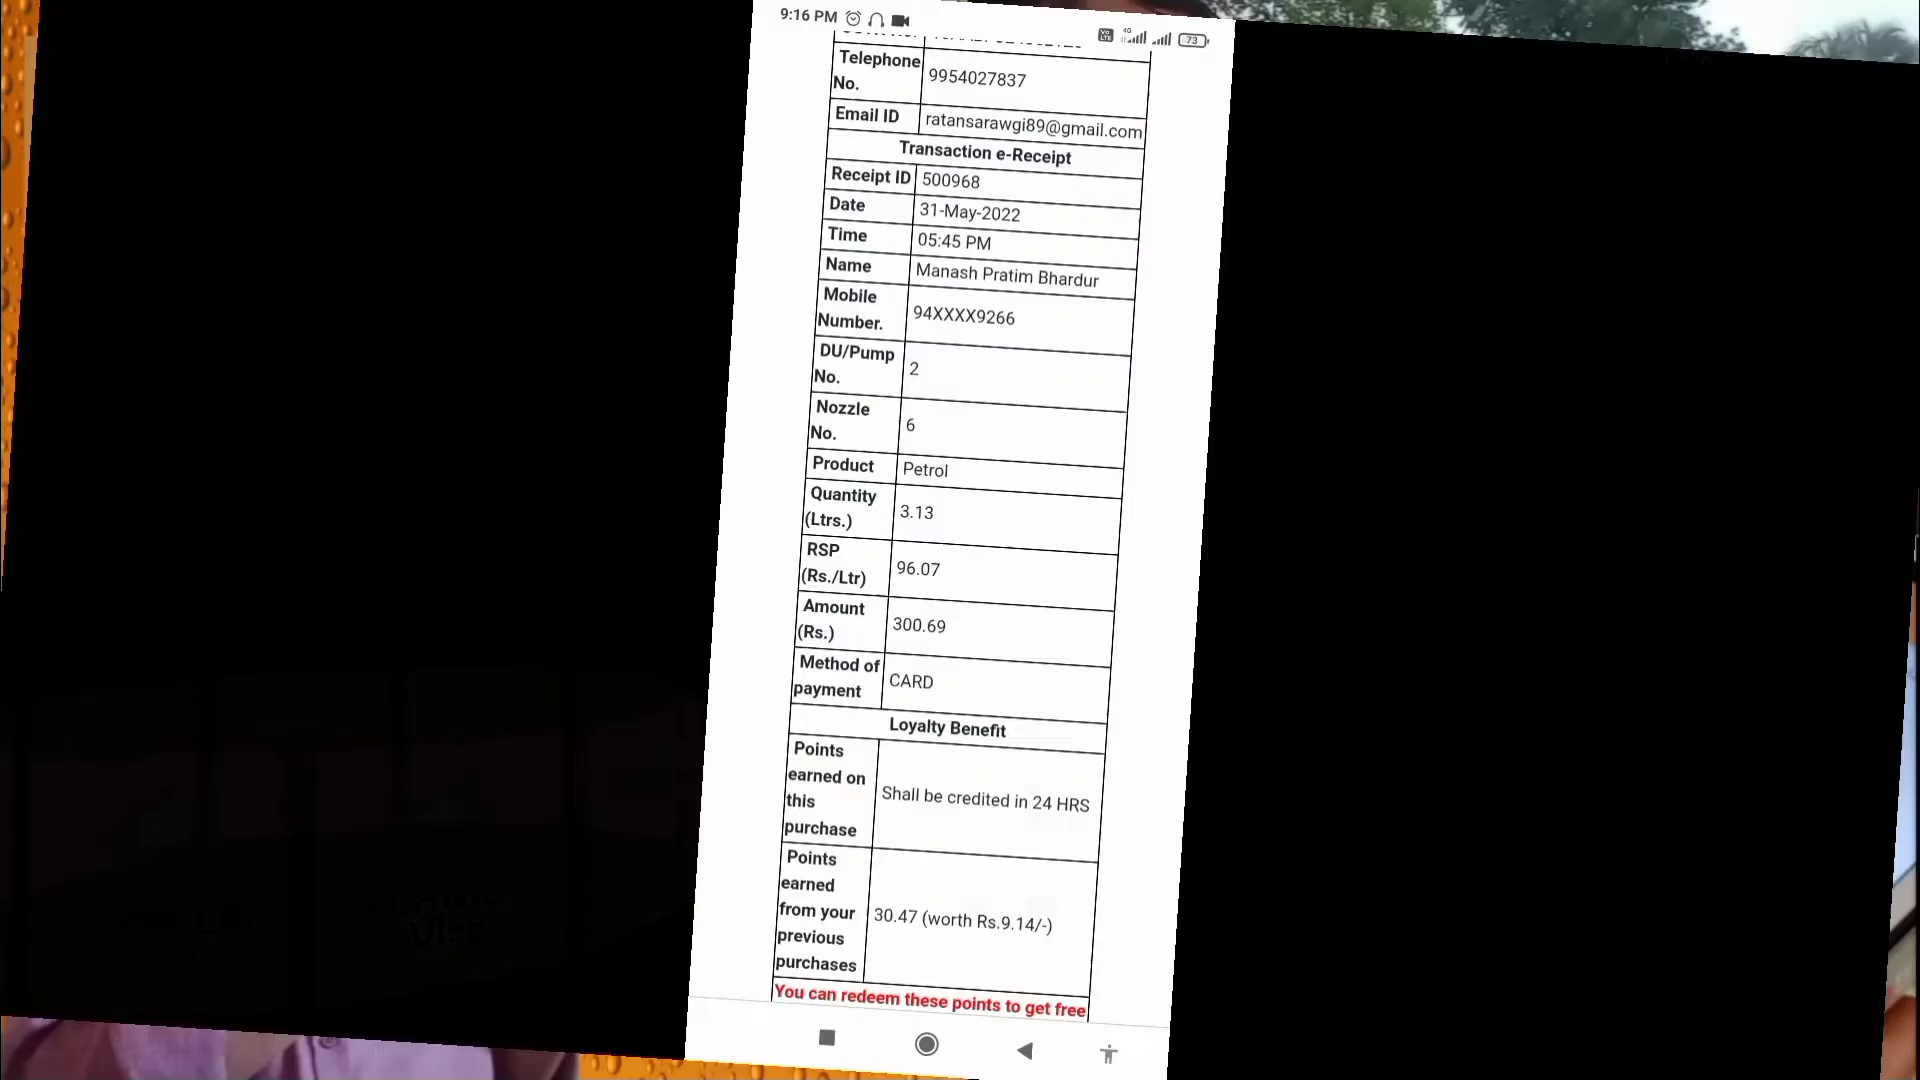 9:16 PM
4G
73
Telephone No.
9954027837
Email ID
ratansarawgi89@gmail.com
Transaction e-Receipt
Receipt ID
500968
Date
31-May-2022
Time
05:45 PM
Name
Manash Pratim Bhardur
Mobile
Number.
94XXXX9266
DU/Pump
No.
2
Nozzle
No.
6
Product
Petrol
Quantity
(Ltrs.)
3.13
RSP
(Rs./Ltr)
96.07
Amount
(Rs.)
300.69
Method of
payment
CARD
Loyalty Benefit
Points
earned on
this
purchase
Shall be credited in 24 HRS
Points
earned
from your
previous
purchases
30.47 (worth Rs.9.14/-)
You can redeem these points to get free
Vlog